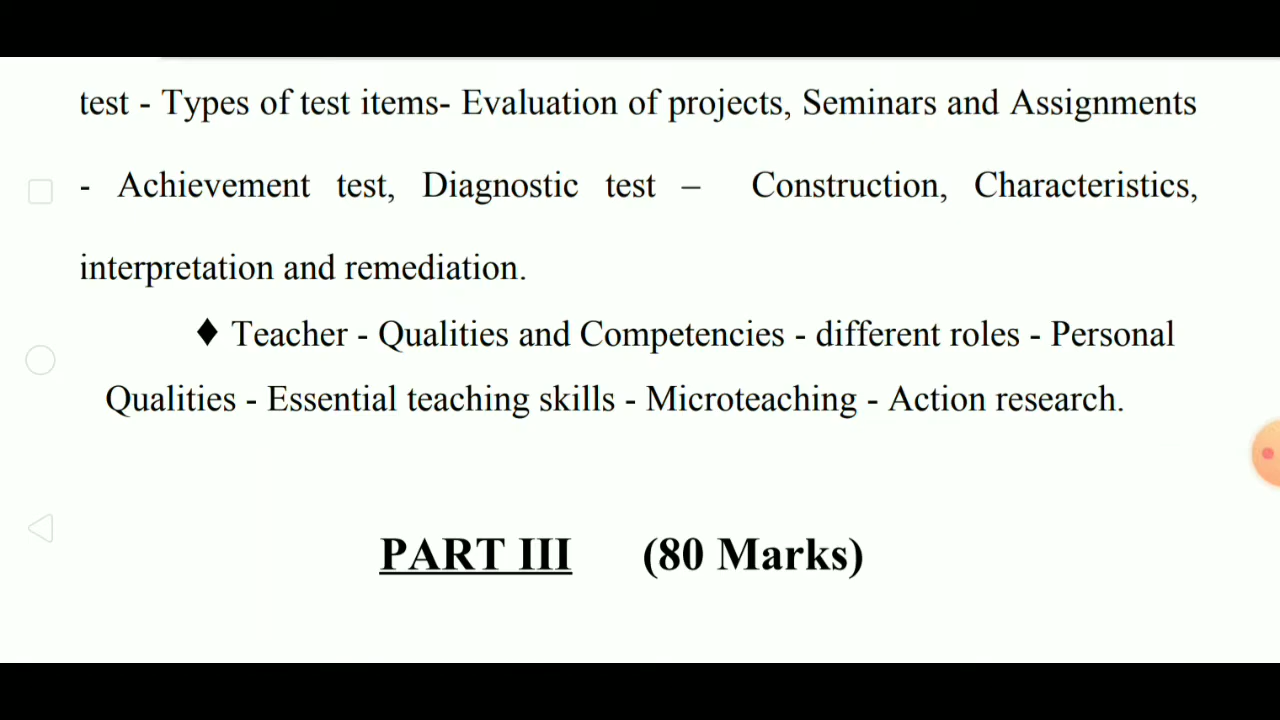 test - Types of test items- Evaluation of projects, Seminars and Assignments
- Achievement test, Diagnostic test – Construction, Characteristics,
interpretation and remediation.
♦ Teacher - Qualities and Competencies - different roles - Personal
Qualities - Essential teaching skills - Microteaching - Action research.
PART III (80 Marks)